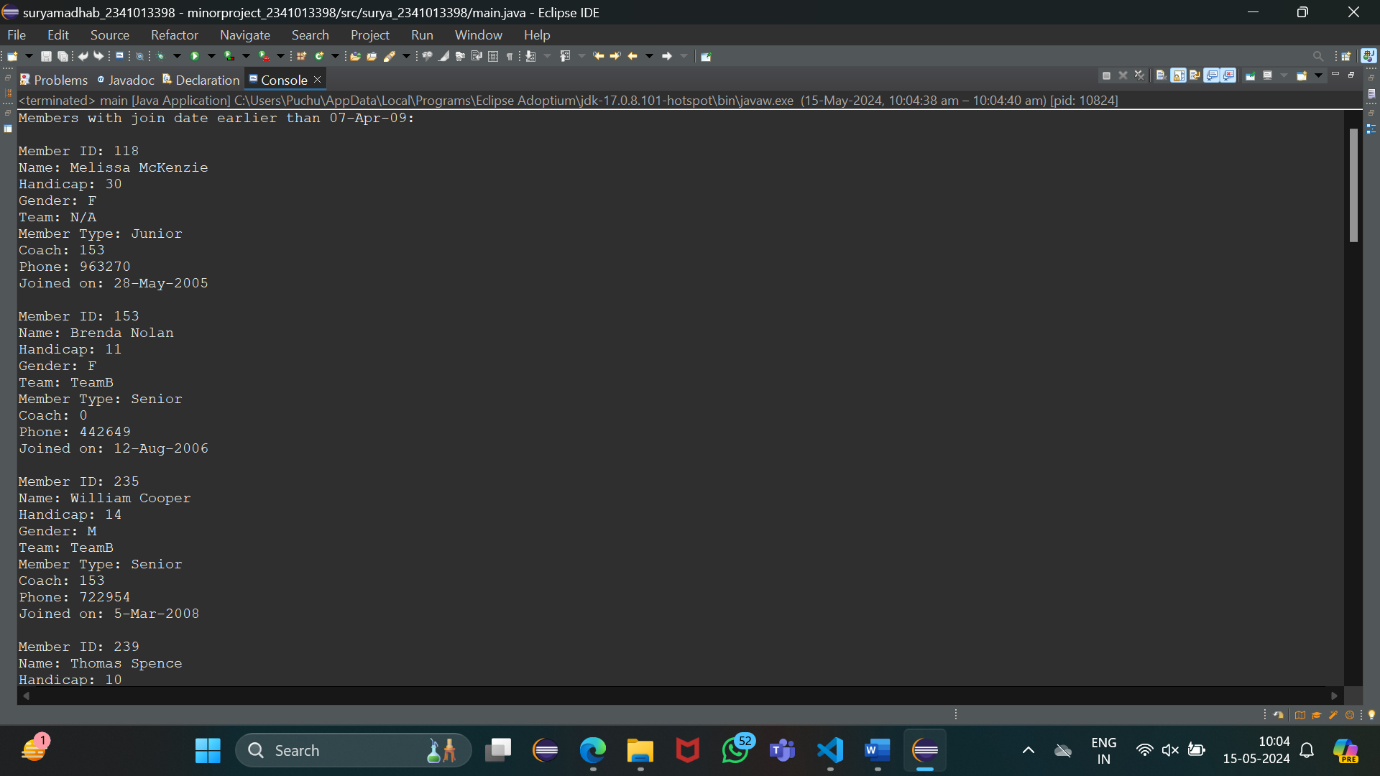 suryamadhab_2341013398 - minorproject_2341013398/src/surya_2341013398/main.java - Eclipse IDE
File Edit Source Refactor Navigate Search Project Run Window Help
Problems Javadoc Declaration Console
<terminated> main [Java Application] C:\Users\Puchu\AppData\Local\Programs\Eclipse Adoptium\jdk-17.0.8.101-hotspot\bin\javaw.exe (15-May-2024, 10:04:38 am – 10:04:40 am) [pid: 10824]
Members with join date earlier than 07-Apr-09:
Member ID: 118
Name: Melissa McKenzie
Handicap: 30
Gender: F
Team: N/A
Member Type: Junior
Coach: 153
Phone: 963270
Joined on: 28-May-2005
Member ID: 153
Name: Brenda Nolan
Handicap: 11
Gender: F
Team: TeamB
Member Type: Senior
Coach: 0
Phone: 442649
Joined on: 12-Aug-2006
Member ID: 235
Name: William Cooper
Handicap: 14
Gender: M
Team: TeamB
Member Type: Senior
Coach: 153
Phone: 722954
Joined on: 5-Mar-2008
Member ID: 239
Name: Thomas Spence
Handicap: 10
1
Search
52
ENG
IN
10:04
15-05-2024
PRE